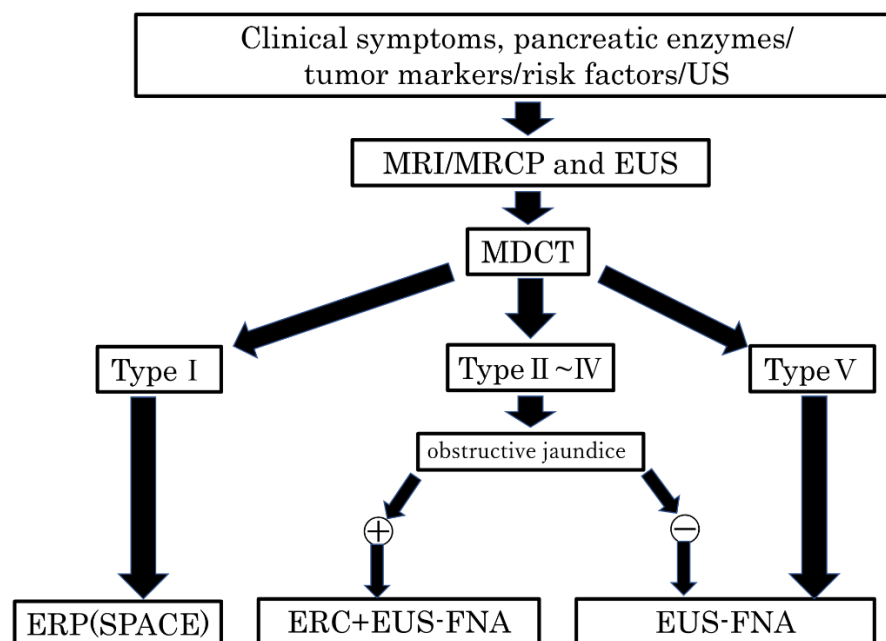 Clinical symptoms, pancreatic enzymes/
tumor markers/risk factors/US
MRI/MRCP and EUS
MDCT
Type Ⅰ
Type Ⅱ~Ⅳ
Type Ⅴ
obstructive jaundice
+
−
ERP(SPACE)
ERC+EUS-FNA
EUS-FNA